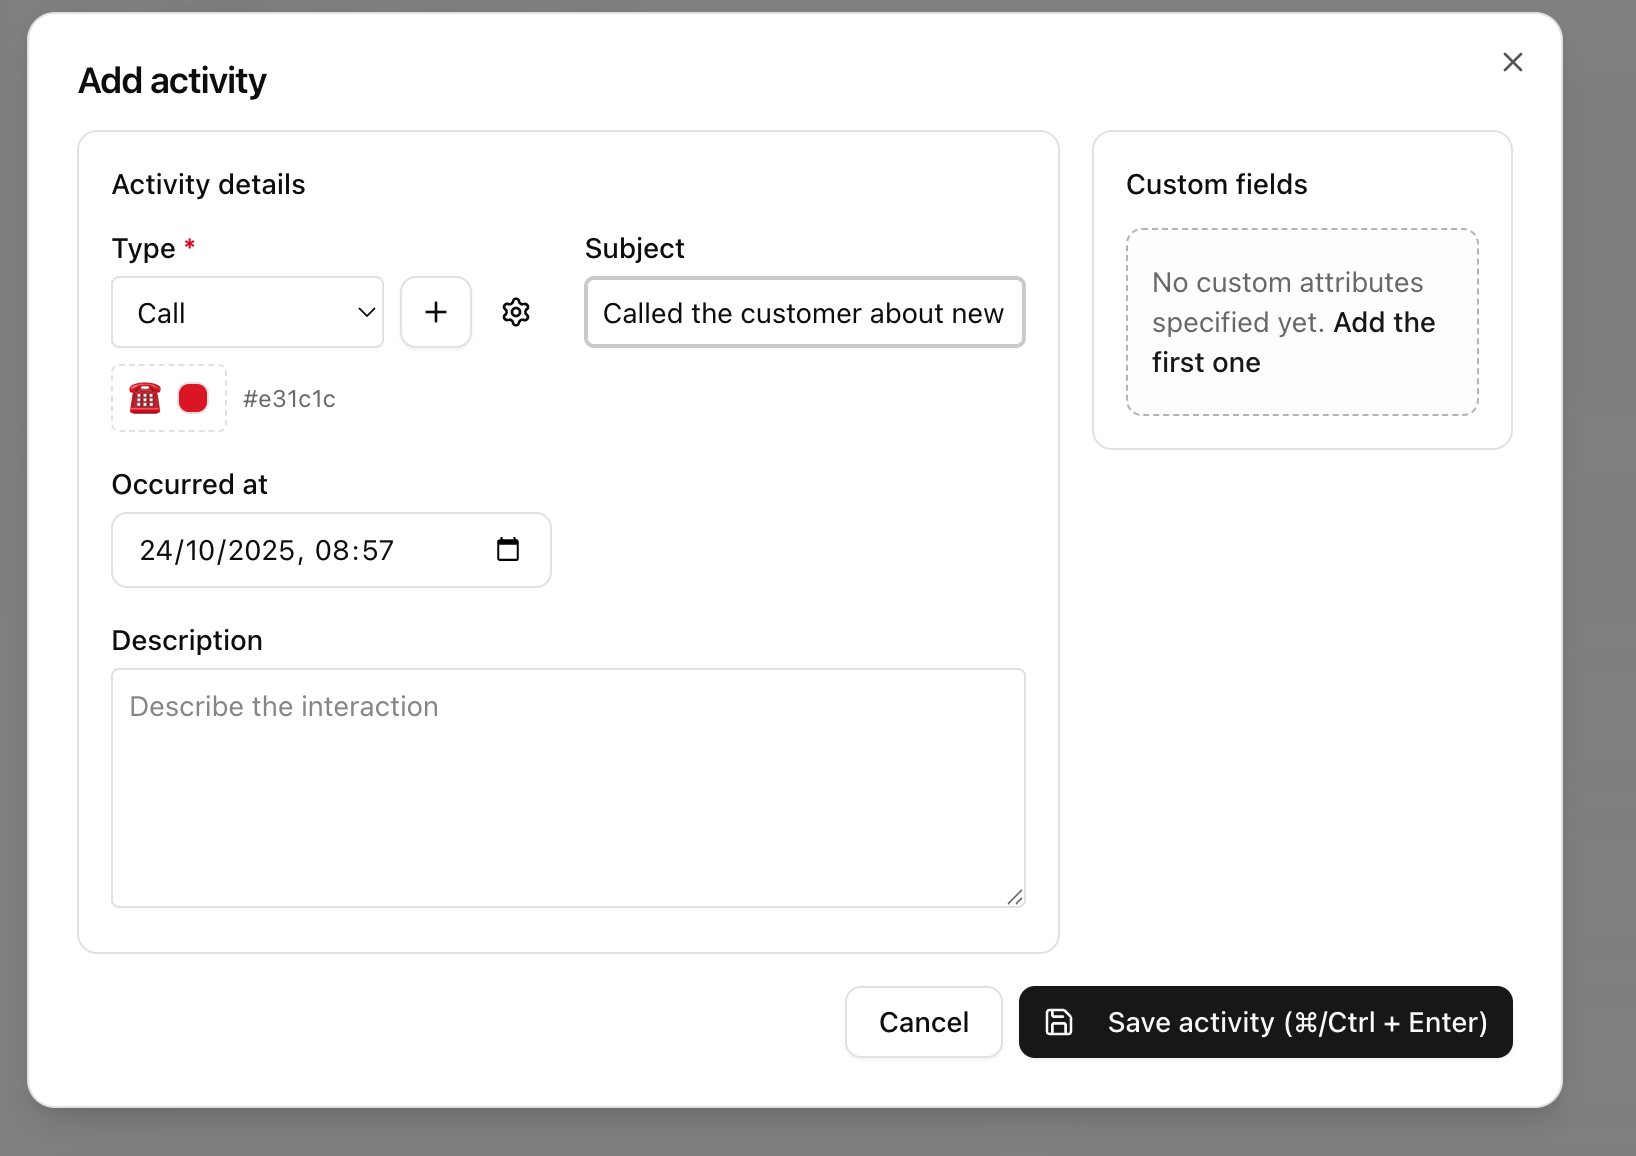 Add activity
Activity details
Type *
Subject
Call
Called the customer about new
#e31c1c
Occurred at
24/10/2025, 08:57
Description
Describe the interaction
Custom fields
No custom attributes
specified yet. Add the
first one
Cancel
Save activity (⌘/Ctrl + Enter)